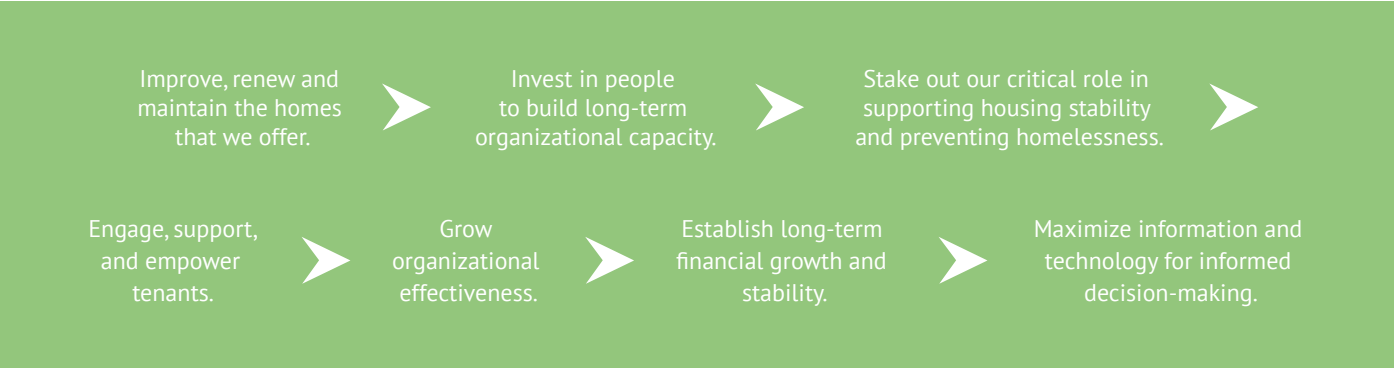 Improve, renew and
maintain the homes
that we offer.
Invest in people
to build long-term
organizational capacity.
Stake out our critical role in
supporting housing stability
and preventing homelessness.
Engage, support,
and empower
tenants.
Grow
organizational
effectiveness.
Establish long-term
financial growth and
stability.
Maximize information and
technology for informed
decision-making.